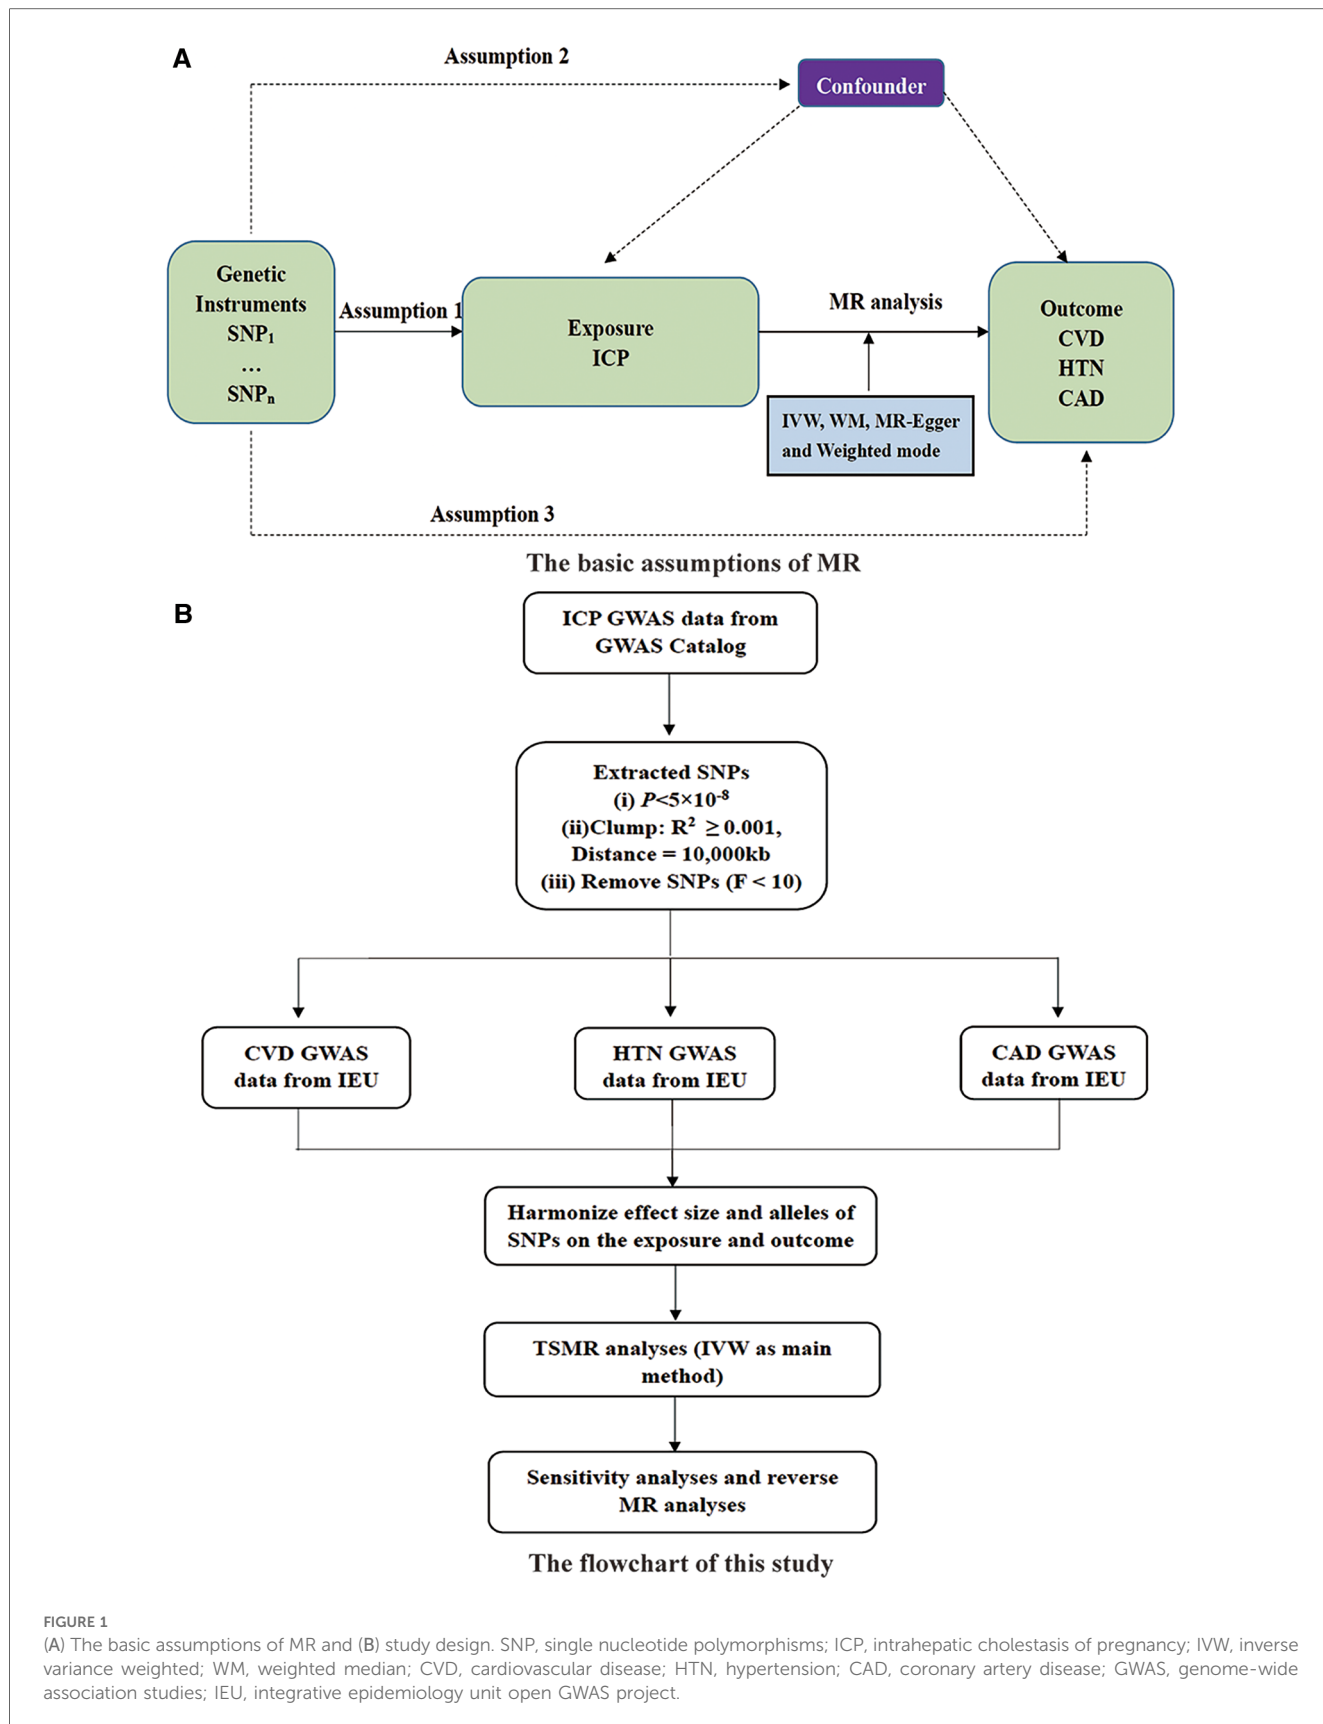 A
Assumption 2
Confounder
Genetic
Instruments
SNP1
...
SNPn
Assumption 1
Exposure
ICP
MR analysis
Outcome
CVD
HTN
CAD
IVW, WM, MR-Egger
and Weighted mode
Assumption 3
The basic assumptions of MR
B
ICP GWAS data from
GWAS Catalog
Extracted SNPs
(i) P<5×10-8
(ii)Clump: R2 ≥ 0.001,
Distance = 10,000kb
(iii) Remove SNPs (F < 10)
CVD GWAS
data from IEU
HTN GWAS
data from IEU
CAD GWAS
data from IEU
Harmonize effect size and alleles of
SNPs on the exposure and outcome
TSMR analyses (IVW as main
method)
Sensitivity analyses and reverse
MR analyses
The flowchart of this study
FIGURE 1
(A) The basic assumptions of MR and (B) study design. SNP, single nucleotide polymorphisms; ICP, intrahepatic cholestasis of pregnancy; IVW, inverse
variance weighted; WM, weighted median; CVD, cardiovascular disease; HTN, hypertension; CAD, coronary artery disease; GWAS, genome-wide
association studies; IEU, integrative epidemiology unit open GWAS project.